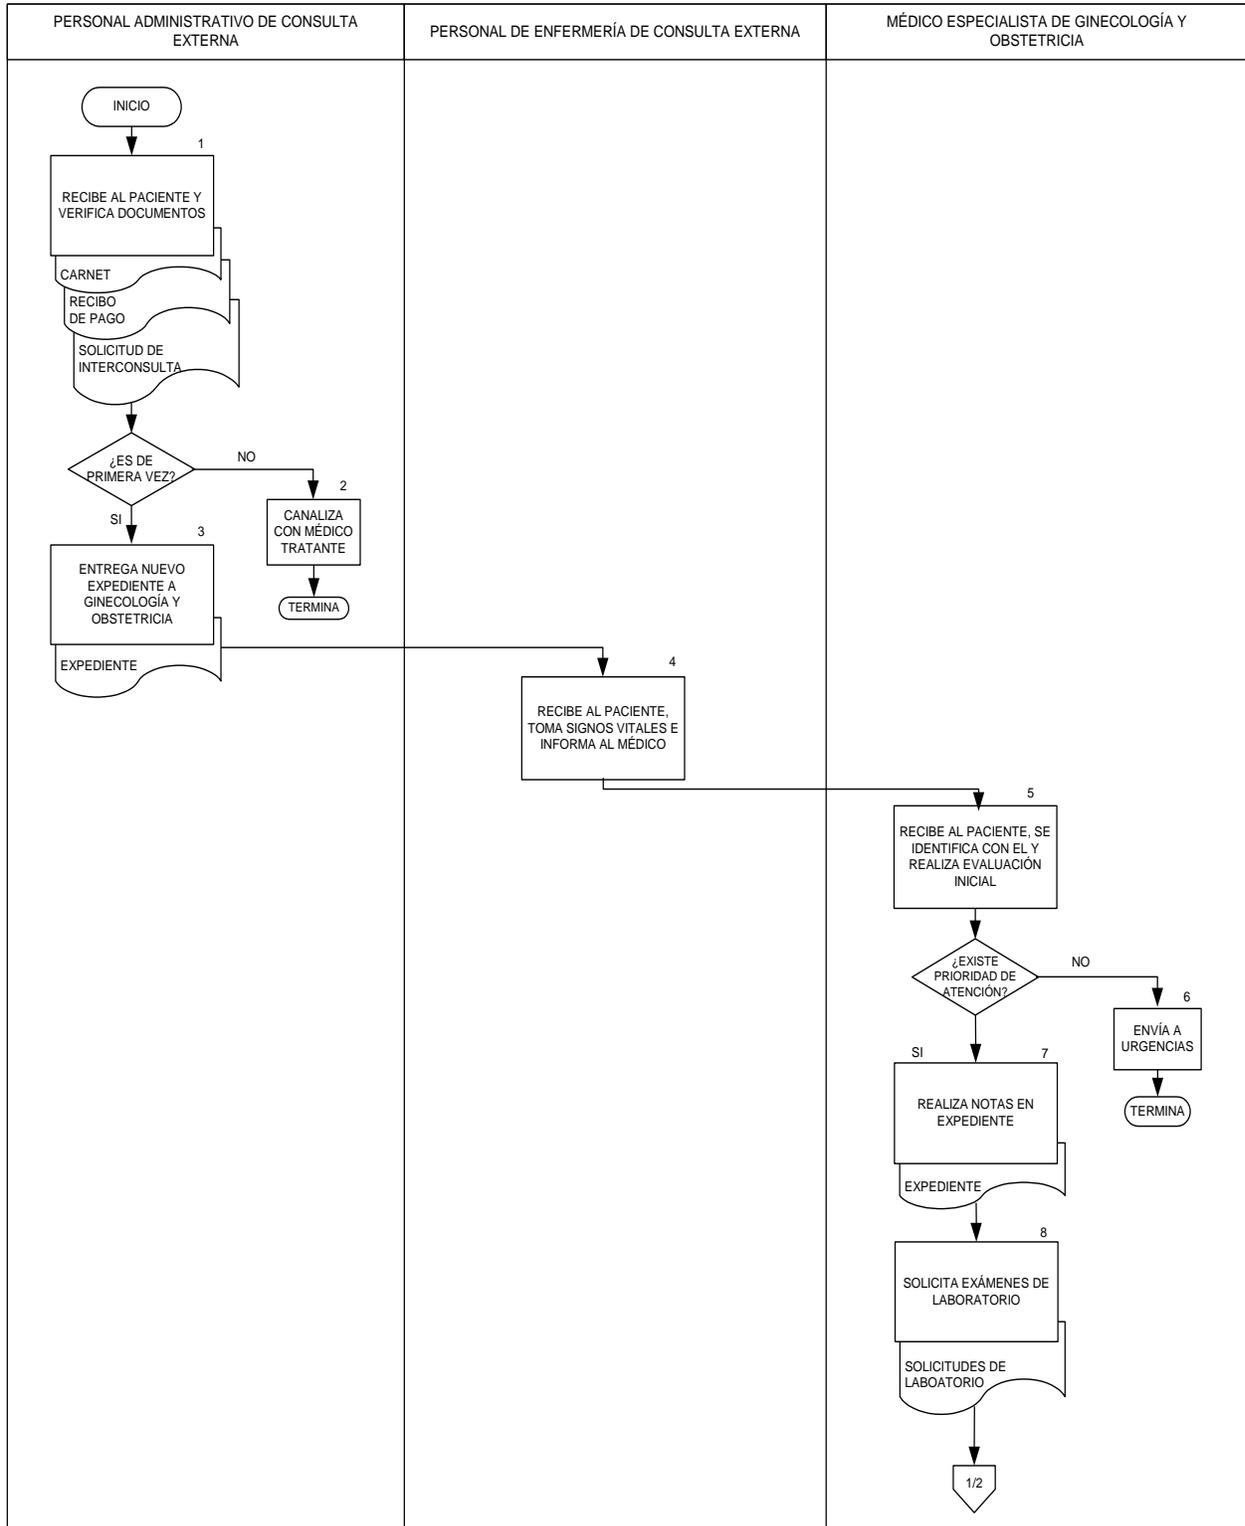 PERSONAL ADMINISTRATIVO DE CONSULTA
EXTERNA
PERSONAL DE ENFERMERÍA DE CONSULTA EXTERNA
MÉDICO ESPECIALISTA DE GINECOLOGÍA Y
OBSTETRICIA
INICIO
1
RECIBE AL PACIENTE Y
VERIFICA DOCUMENTOS
CARNET
RECIBO
DE PAGO
SOLICITUD DE
INTERCONSULTA
¿ES DE
PRIMERA VEZ?
NO
2
CANALIZA
CON MÉDICO
TRATANTE
TERMINA
SI
3
ENTREGA NUEVO
EXPEDIENTE A
GINECOLOGÍA Y
OBSTETRICIA
EXPEDIENTE
4
RECIBE AL PACIENTE,
TOMA SIGNOS VITALES E
INFORMA AL MÉDICO
5
RECIBE AL PACIENTE, SE
IDENTIFICA CON EL Y
REALIZA EVALUACIÓN
INICIAL
¿EXISTE
PRIORIDAD DE
ATENCIÓN?
NO
6
ENVÍA A
URGENCIAS
TERMINA
SI
7
REALIZA NOTAS EN
EXPEDIENTE
EXPEDIENTE
8
SOLICITA EXÁMENES DE
LABORATORIO
SOLICITUDES DE
LABOATORIO
1/2